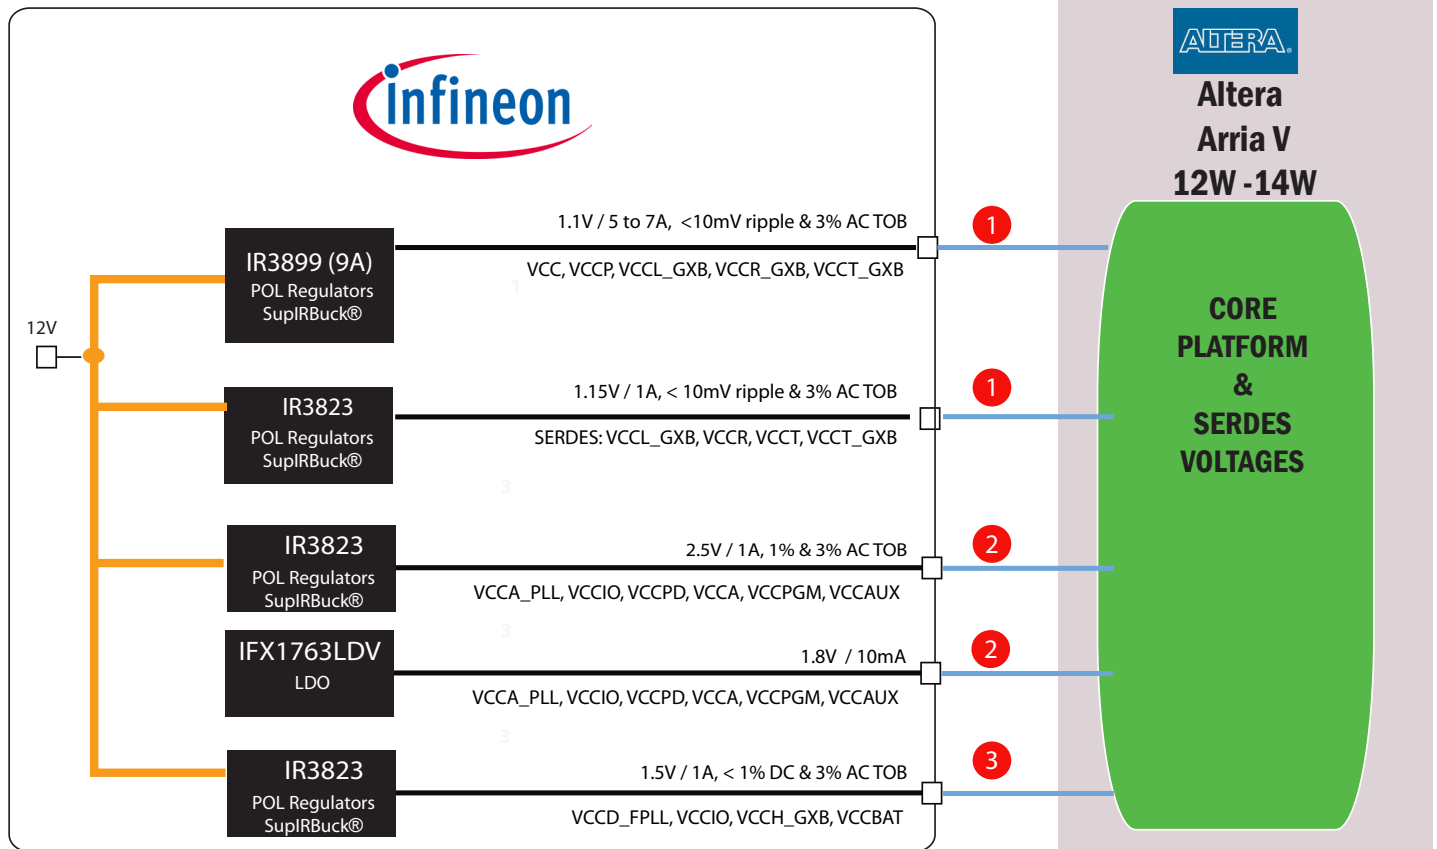 infineon
ALTERA
Altera
Arria V
12W -14W
12V
IR3899 (9A)
POL Regulators
SupIRBuck®
1.1V / 5 to 7A, <10mV ripple & 3% AC TOB
VCC, VCCP, VCCL_GXB, VCCR_GXB, VCCT_GXB
1
1
IR3823
POL Regulators
SupIRBuck®
1.15V / 1A, < 10mV ripple & 3% AC TOB
SERDES: VCCL_GXB, VCCR, VCCT, VCCT_GXB
1
3
IR3823
POL Regulators
SupIRBuck®
2.5V / 1A, 1% & 3% AC TOB
VCCA_PLL, VCCIO, VCCPD, VCCA, VCCPGM, VCCAUX
2
3
IFX1763LDV
LDO
1.8V / 10mA
VCCA_PLL, VCCIO, VCCPD, VCCA, VCCPGM, VCCAUX
2
3
IR3823
POL Regulators
SupIRBuck®
1.5V / 1A, < 1% DC & 3% AC TOB
VCCD_FPLL, VCCIO, VCCH_GXB, VCCBAT
3
CORE
PLATFORM
&
SERDES
VOLTAGES